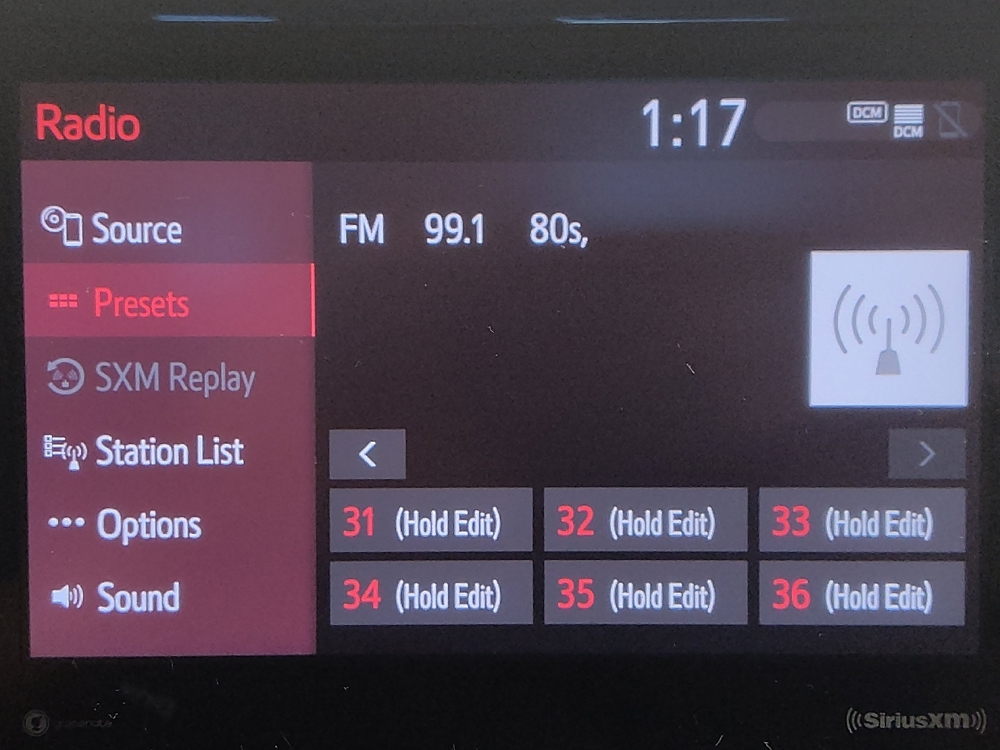 Radio
1:17
DCM
DCM
Source
FM 99.1 80s,
Presets
SXM Replay
Station List
Options
Sound
31 (Hold Edit)
32 (Hold Edit)
33 (Hold Edit)
34 (Hold Edit)
35 (Hold Edit)
36 (Hold Edit)
gracenote
((SiriusXM))